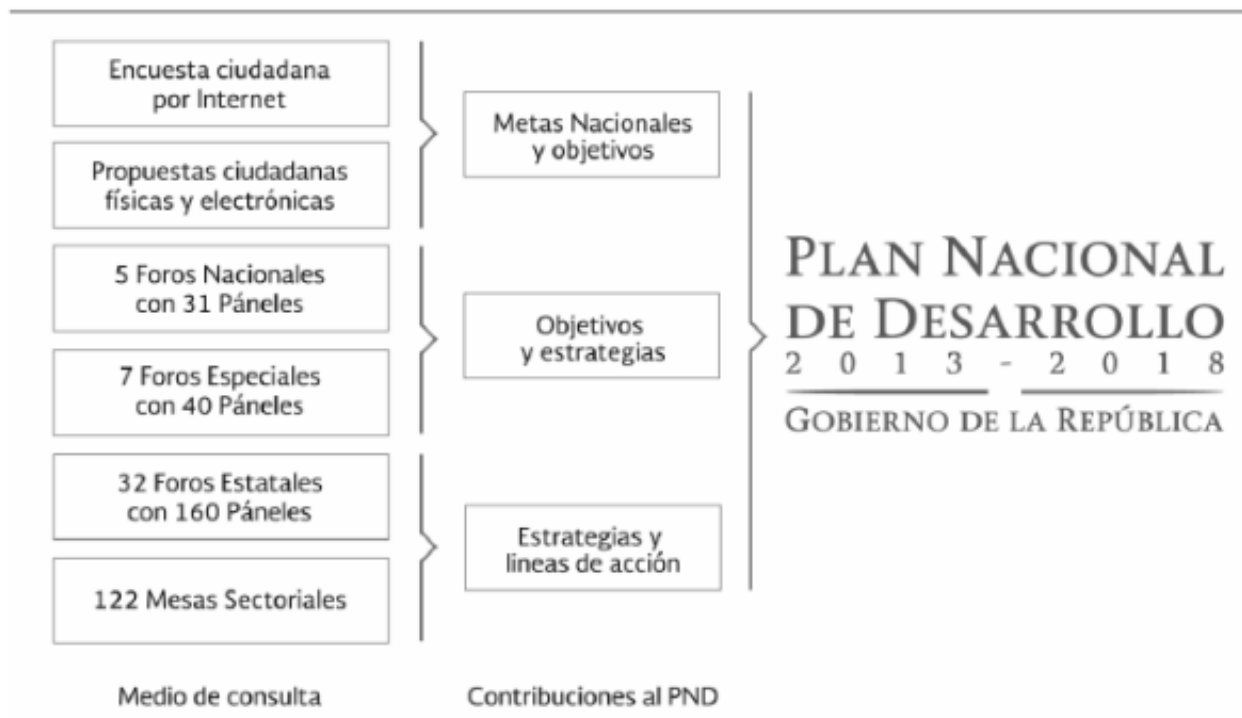 Encuesta ciudadana
por Internet
Propuestas ciudadanas
físicas y electrónicas
5 Foros Nacionales
con 31 Páneles
7 Foros Especiales
con 40 Páneles
32 Foros Estatales
con 160 Páneles
122 Mesas Sectoriales
Medio de consulta
Metas Nacionales
y objetivos
Objetivos
y estrategias
Estrategias y
lineas de acción
Contribuciones al PND
PLAN NACIONAL
DE DESARROLLO
2 0 1 3 - 2 0 1 8
GOBIERNO DE LA REPÚBLICA